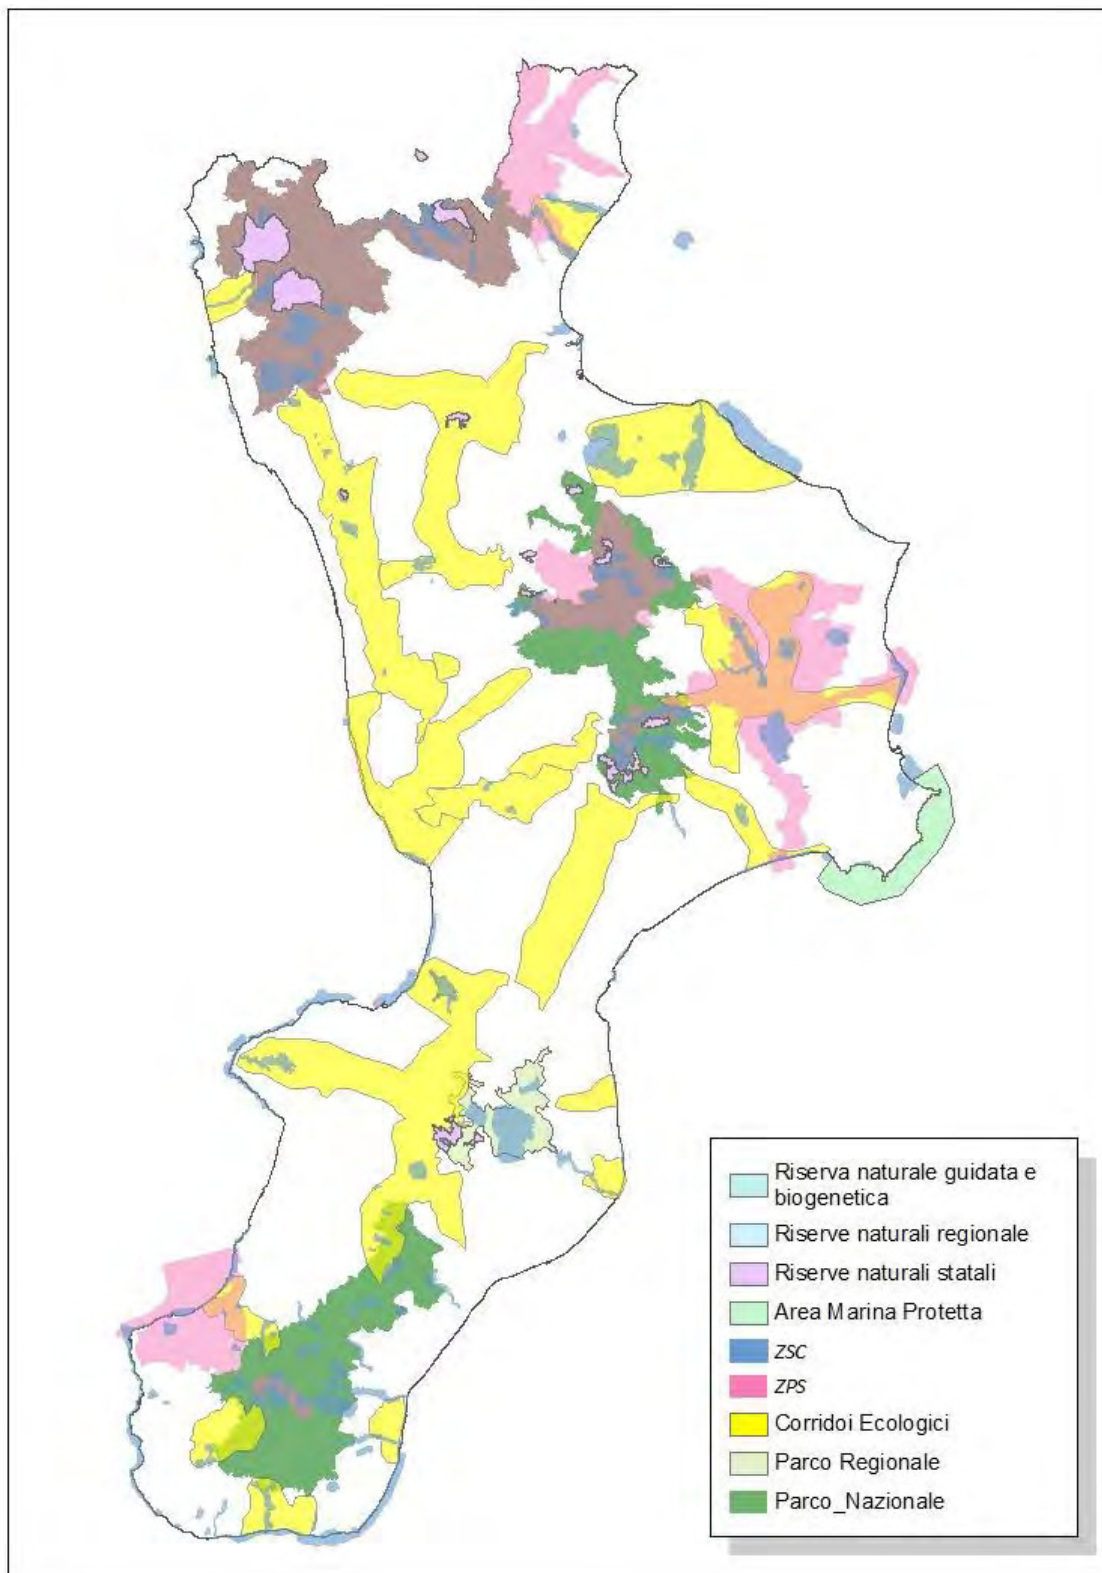 Riserva naturale guidata e
biogenetica
Riserve naturali regionale
Riserve naturali statali
Area Marina Protetta
ZSC
ZPS
Corridoi Ecologici
Parco Regionale
Parco_Nazionale